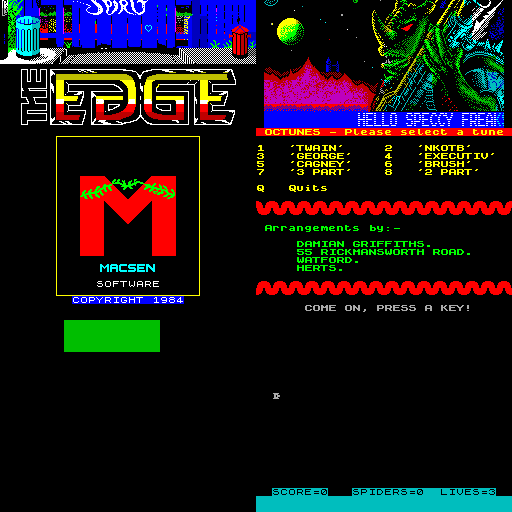 Spirit
THE EDGE
M
MACSEN
SOFTWARE
COPYRIGHT 1984
HELLO SPECCY FREAK
OCTUNES - Please select a tune
1 'TWAIN' 2 'NKOTB'
3 'GEORGE' 4 'EXECUTIV'
5 'CAGNEY' 6 'BRUSH'
7 '3 PART' 8 '2 PART'
Q Quits
Arrangements by:-
DAMIAN GRIFFITHS.
55 RICKMANSWORTH ROAD.
WATFORD.
HERTS.
COME ON, PRESS A KEY!
SCORE=0 SPIDERS=0 LIVES=3